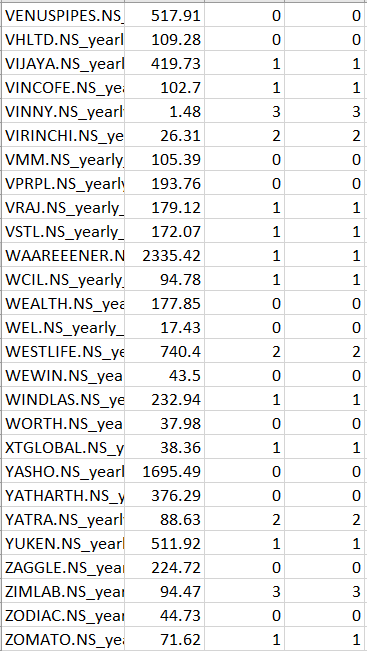 VENUSPIPES.NS_ 517.91 0 0
VHLTD.NS_yearl 109.28 0 0
VIJAYA.NS_yearl 419.73 1 1
VINCOFE.NS_yea 102.7 1 1
VINNY.NS_yearl 1.48 3 3
VIRINCHI.NS_ye 26.31 2 2
VMM.NS_yearly_ 105.39 0 0
VPRPL.NS_yearly 193.76 0 0
VRAJ.NS_yearly_ 179.12 1 1
VSTL.NS_yearly_ 172.07 1 1
WAAREEENER.N 2335.42 1 1
WCIL.NS_yearly_ 94.78 1 1
WEALTH.NS_yea 177.85 0 0
WEL.NS_yearly_ 17.43 0 0
WESTLIFE.NS_ye 740.4 2 2
WEWIN.NS_yea 43.5 0 0
WINDLAS.NS_ye 232.94 1 1
WORTH.NS_yea 37.98 0 0
XTGLOBAL.NS_y 38.36 1 1
YASHO.NS_yearl 1695.49 0 0
YATHARTH.NS_y 376.29 0 0
YATRA.NS_yearl 88.63 2 2
YUKEN.NS_yearl 511.92 1 1
ZAGGLE.NS_yea 224.72 0 0
ZIMLAB.NS_yea 94.47 3 3
ZODIAC.NS_yea 44.73 0 0
ZOMATO.NS_yea 71.62 1 1